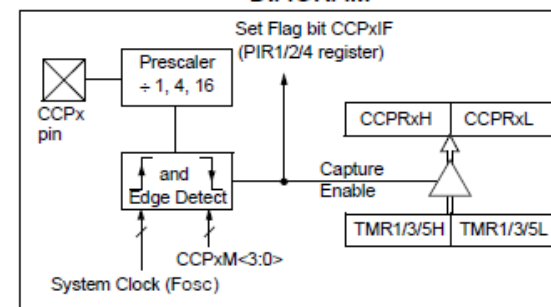 Set Flag bit CCPxIF
(PIR1/2/4 register)
Prescaler
÷ 1, 4, 16
CCPx
pin
CCPRxH
CCPRxL
and
Edge Detect
Capture
Enable
TMR1/3/5H
TMR1/3/5L
CCPxM<3:0>
System Clock (Fosc)